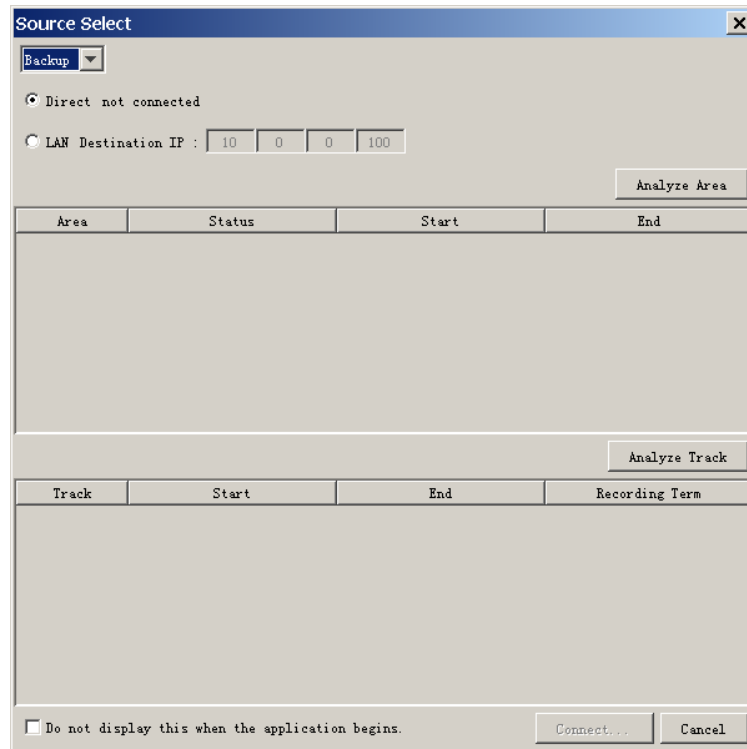 Source Select
Backup
Direct not connected
LAN Destination IP : 10 0 0 100
Analyze Area
Area Status Start End
Analyze Track
Track Start End Recording Term
Do not display this when the application begins. Connect... Cancel